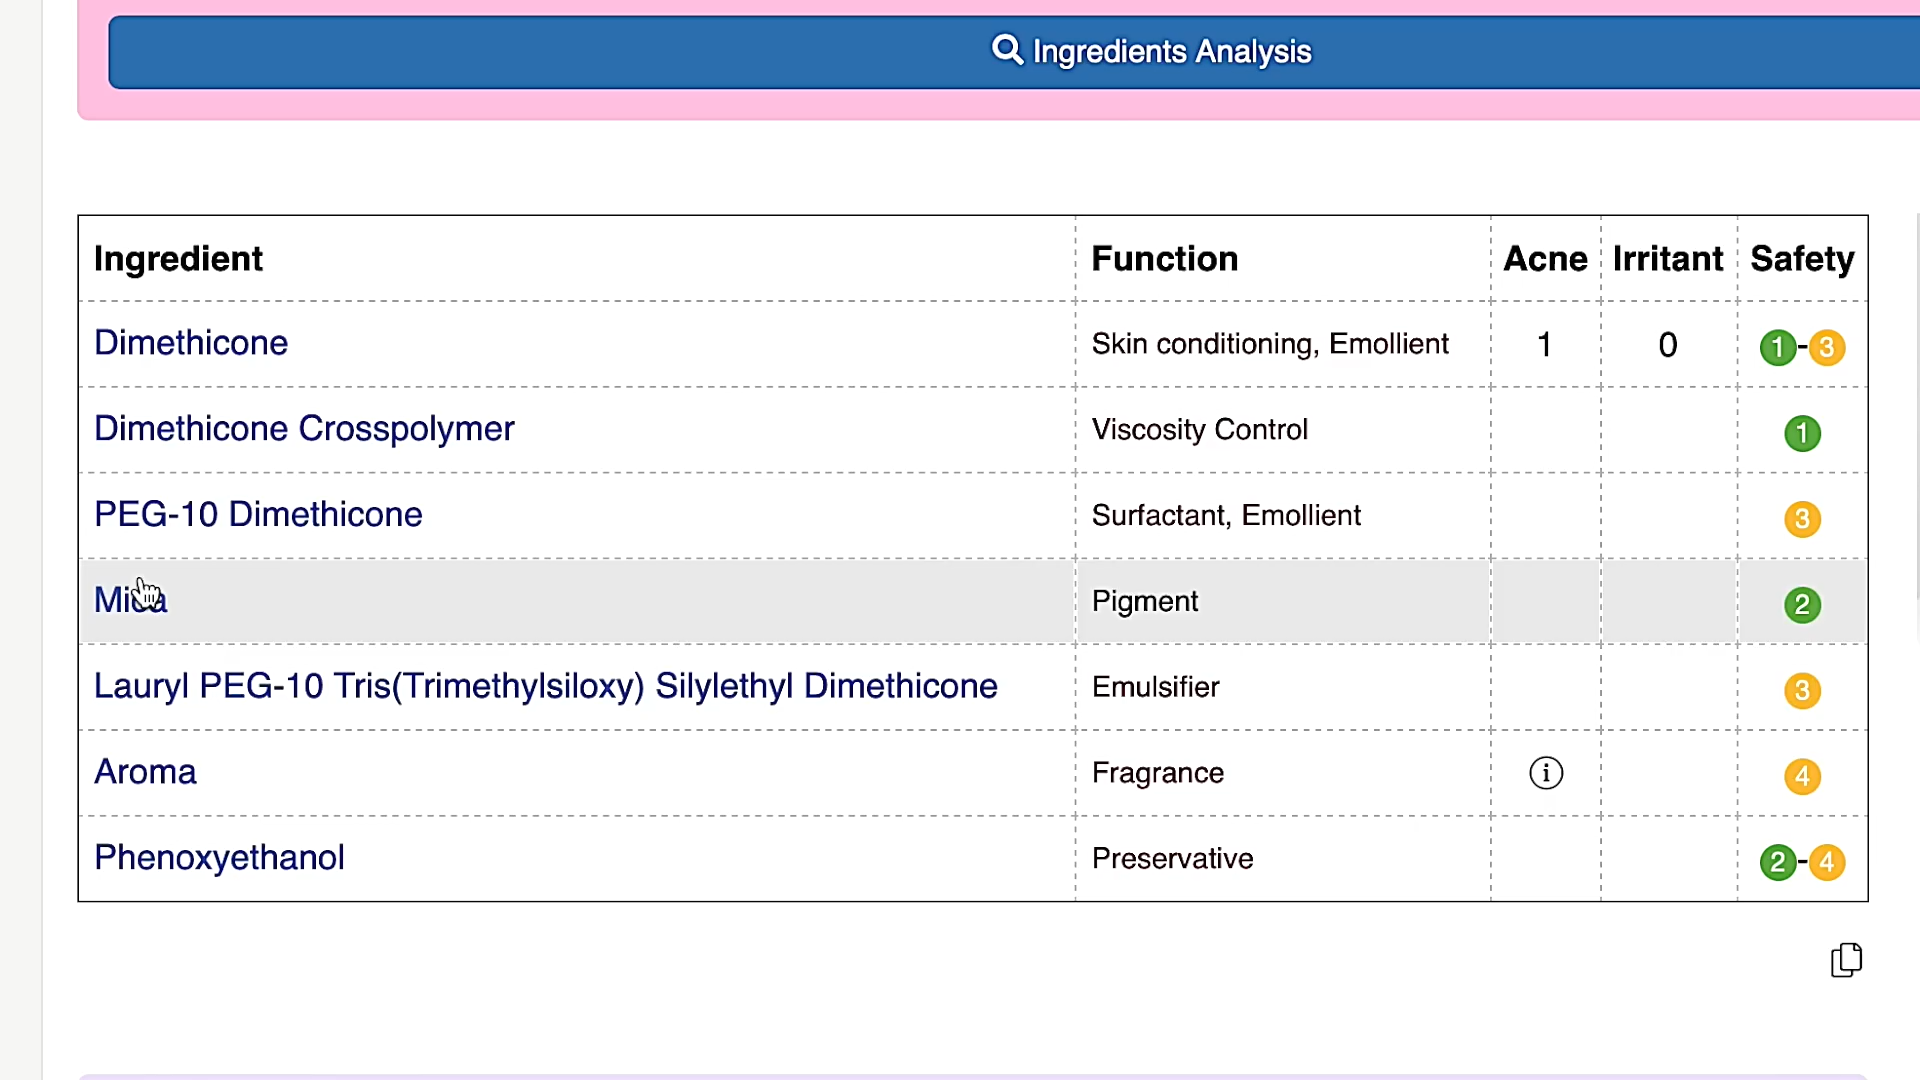 Ingredients Analysis
Ingredient Function Acne Irritant Safety
Dimethicone Skin conditioning, Emollient 1 0 1-3
Dimethicone Crosspolymer Viscosity Control 1
PEG-10 Dimethicone Surfactant, Emollient 3
Mica Pigment 2
Lauryl PEG-10 Tris(Trimethylsiloxy) Silylethyl Dimethicone Emulsifier 3
Aroma Fragrance i 4
Phenoxyethanol Preservative 2-4